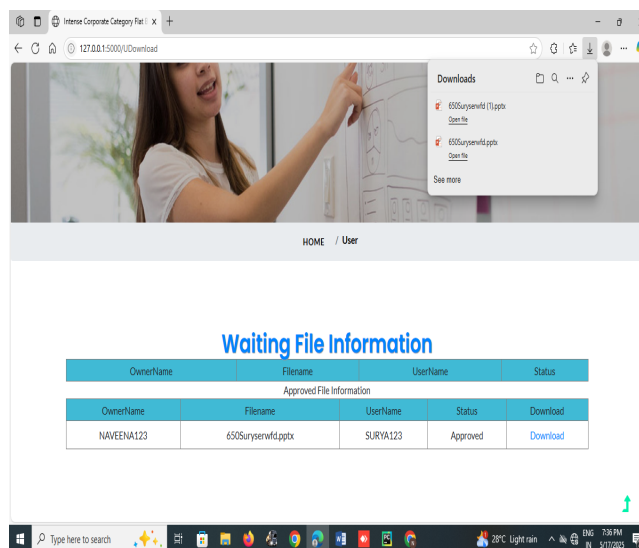 Intense Corporate Category Flat
127.0.0.1:5000/UDownload
Downloads
650Suryserwfd (1).pptx
Open file
650Suryserwfd.pptx
Open file
See more
HOME / User
Waiting File Information
OwnerName Filename UserName Status
Approved File Information
OwnerName Filename UserName Status Download
NAVEENA123 650Suryserwfd.pptx SURYA123 Approved Download
Type here to search 28°C Light rain ENG 7:36 PM
IN 5/17/2025